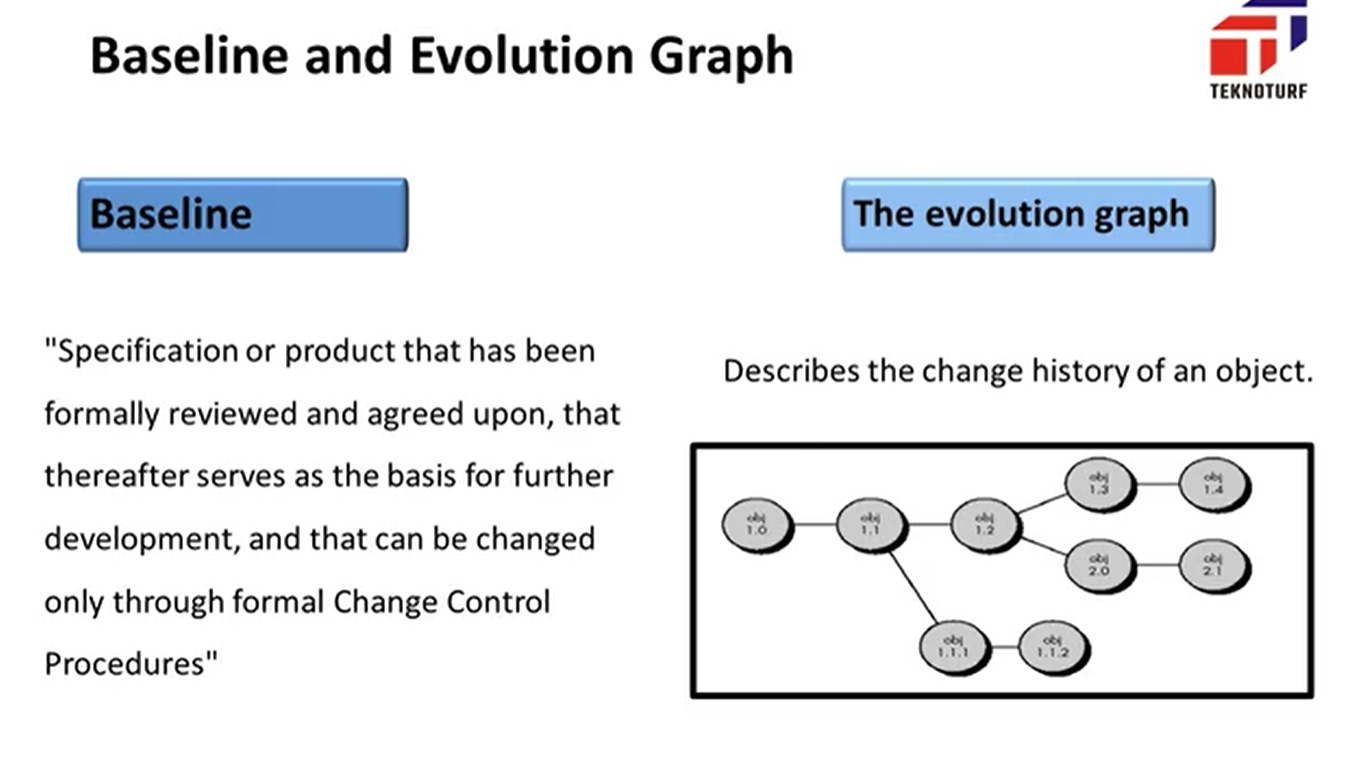 Baseline and Evolution Graph
TEKNOTURF
Baseline
The evolution graph
"Specification or product that has been
formally reviewed and agreed upon, that
thereafter serves as the basis for further
development, and that can be changed
only through formal Change Control
Procedures"
Describes the change history of an object.
obj
1.0
obj
1.1
obj
1.2
obj
1.3
obj
1.4
obj
2.0
obj
2.1
obj
1.1.1
obj
1.1.2